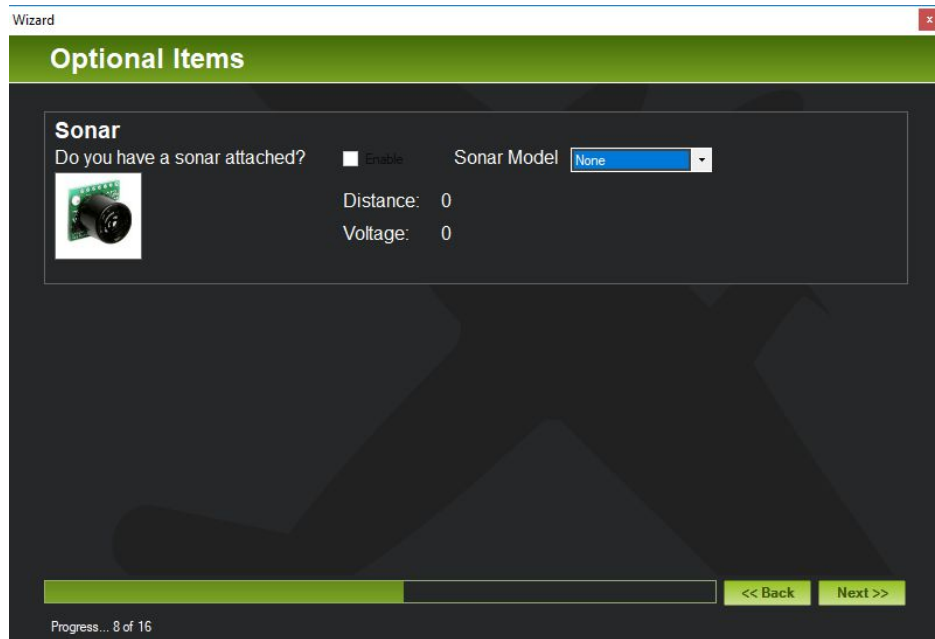 Wizard
x
Optional Items
Sonar
Do you have a sonar attached? Enable Sonar Model None
Distance: 0
Voltage: 0
<< Back Next >>
Progress... 8 of 16